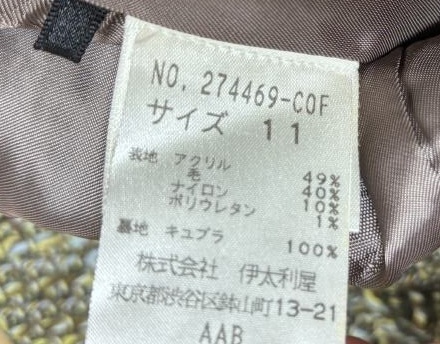 NO. 274469-COF
サイズ 11
表地 アクリル 49%
毛 40%
ナイロン 10%
ポリウレタン 1%
裏地 キュプラ 100%
株式会社 伊太利屋
東京都渋谷区鉢山町13-21
AAB